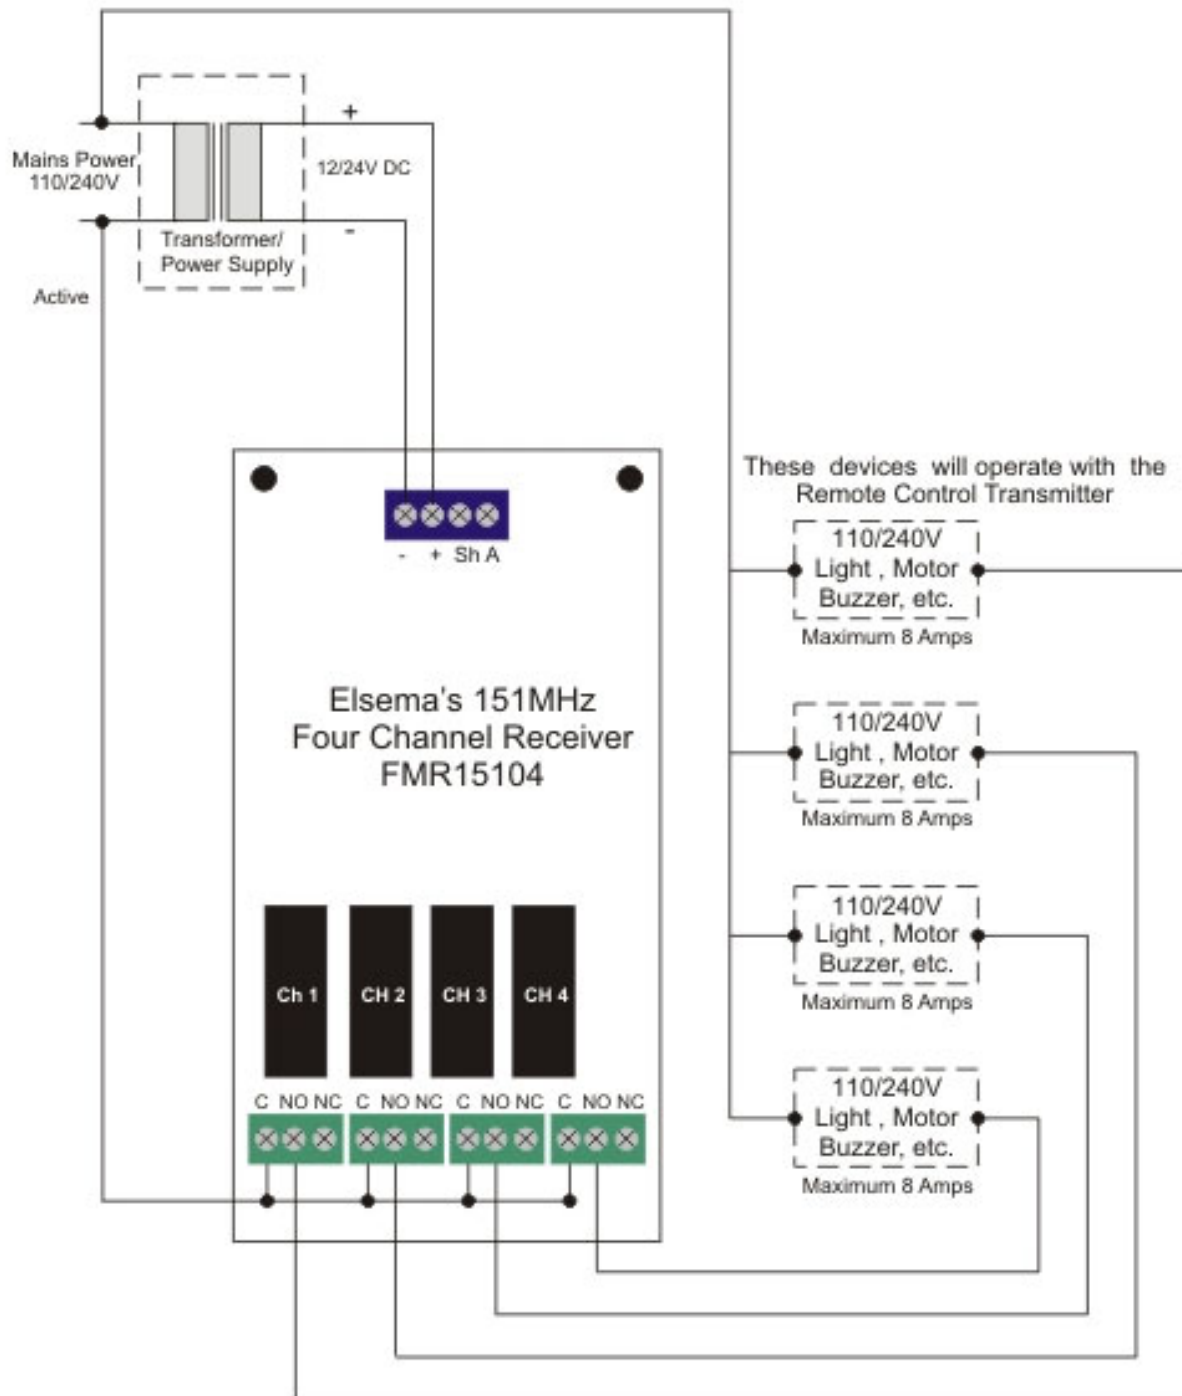 +
Mains Power
110/240V
12/24V DC
-
Transformer/
Power Supply
Active
These devices will operate with the
Remote Control Transmitter
110/240V
Light , Motor
Buzzer, etc.
Maximum 8 Amps
- + Sh A
Elsema's 151MHz
Four Channel Receiver
FMR15104
110/240V
Light , Motor
Buzzer, etc.
Maximum 8 Amps
110/240V
Light , Motor
Buzzer, etc.
Maximum 8 Amps
Ch 1 CH 2 CH 3 CH 4
110/240V
Light , Motor
Buzzer, etc.
Maximum 8 Amps
C NO NC C NO NC C NO NC C NO NC